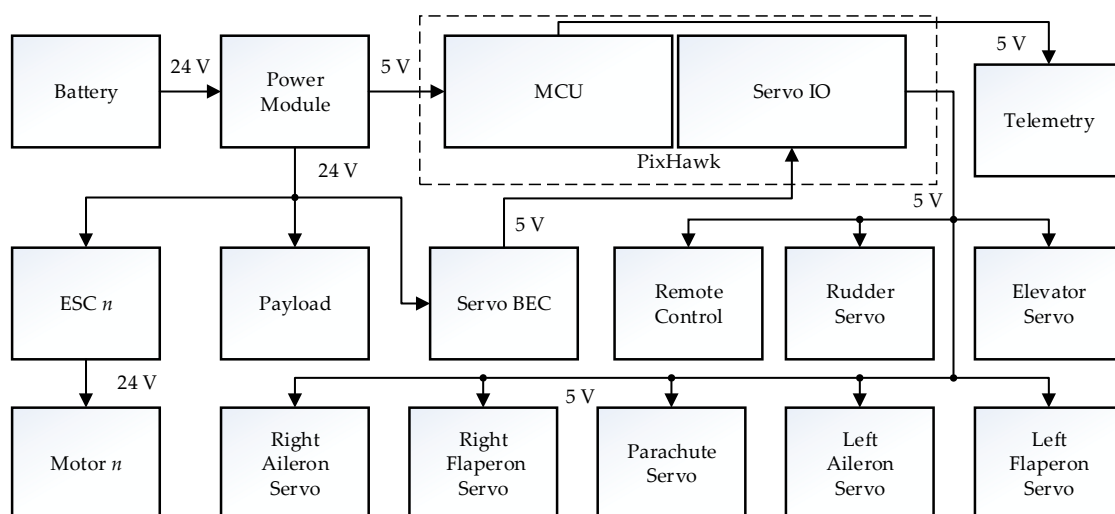 24 V
5 V
5 V
Battery
Power
Module
MCU
Servo IO
Telemetry
PixHawk
24 V
5 V
5 V
ESC n
Payload
Servo BEC
Remote
Control
Rudder
Servo
Elevator
Servo
24 V
5 V
Motor n
Right
Aileron
Servo
Right
Flaperon
Servo
Parachute
Servo
Left
Aileron
Servo
Left
Flaperon
Servo